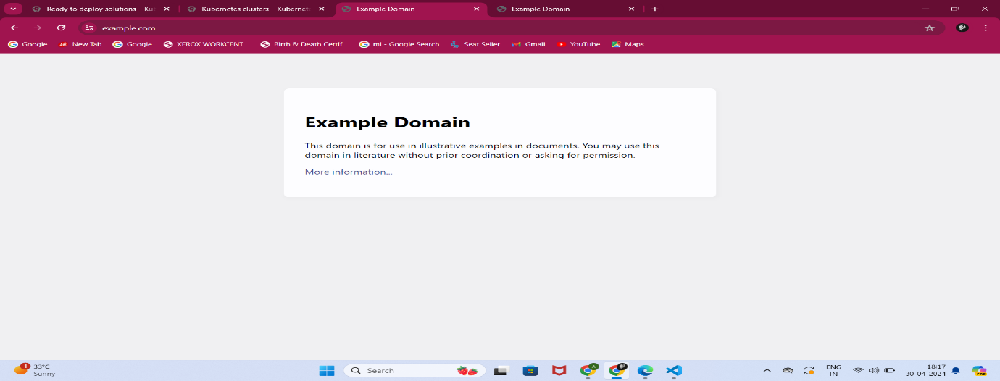 Ready to deploy solutions – Ku
Kubernetes clusters – Kubernet
Example Domain
Example Domain
example.com
Google
New Tab
Google
XEROX WORKCENT...
Birth & Death Certif...
mi - Google Search
Seat Seller
Gmail
YouTube
Maps
Example Domain
This domain is for use in illustrative examples in documents. You may use this
domain in literature without prior coordination or asking for permission.
More information...
1
33°C
Sunny
Search
A
ENG
IN
18:17
30-04-2024
PRE